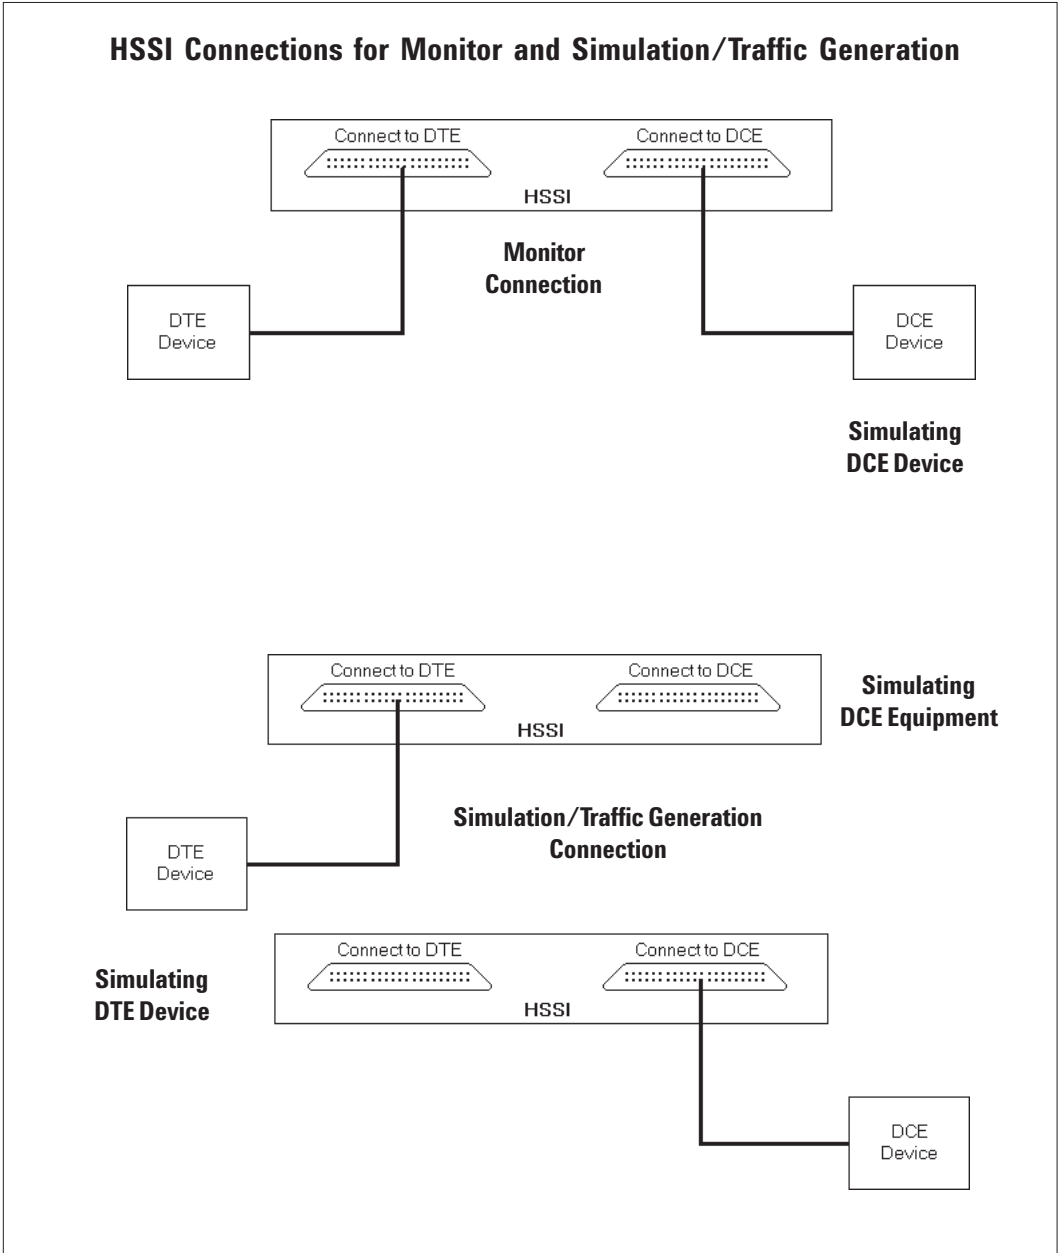 HSSI Connections for Monitor and Simulation/Traffic Generation
Connect to DTE
Connect to DCE
HSSI
Monitor
Connection
DTE
Device
DCE
Device
Simulating
DCE Device
Connect to DTE
Connect to DCE
HSSI
Simulating
DCE Equipment
Simulation/Traffic Generation
Connection
DTE
Device
Connect to DTE
Connect to DCE
HSSI
Simulating
DTE Device
DCE
Device